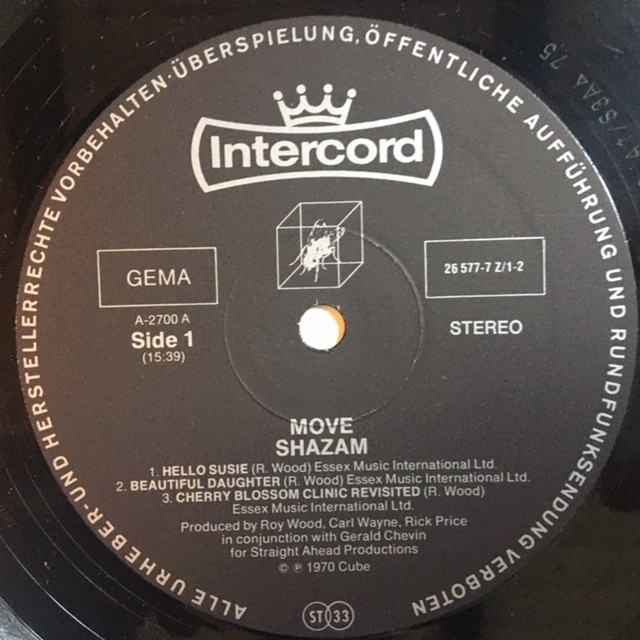 ALLE URHEBER- UND HERSTELLERRECHTE VORBEHALTEN·ÜBERSPIELUNG, ÖFFENTLICHE AUFFÜHRUNG UND RUNDFUNKSENDUNG VERBOTEN
Intercord
GEMA
26 577-7 Z/1-2
A-2700 A
Side 1
(15:39)
STEREO
MOVE
SHAZAM
1. HELLO SUSIE (R. Wood) Essex Music International Ltd.
2. BEAUTIFUL DAUGHTER (R. Wood) Essex Music International Ltd.
3. CHERRY BLOSSOM CLINIC REVISITED (R. Wood)
Essex Music International Ltd.
Produced by Roy Wood, Carl Wayne, Rick Price
in conjunction with Gerald Chevin
for Straight Ahead Productions
© ℗ 1970 Cube
ST 33